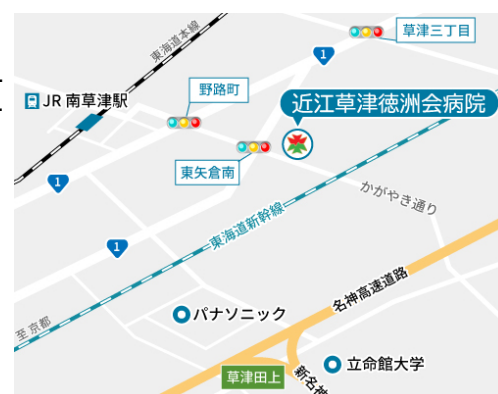 草津三丁目
東海道本線
1
野路町
JR 南草津駅
近江草津徳洲会病院
東矢倉南
1
かがやき通り
東海道新幹線
1
名神高速道路
パナソニック
至 京都
立命館大学
草津田上
新名神